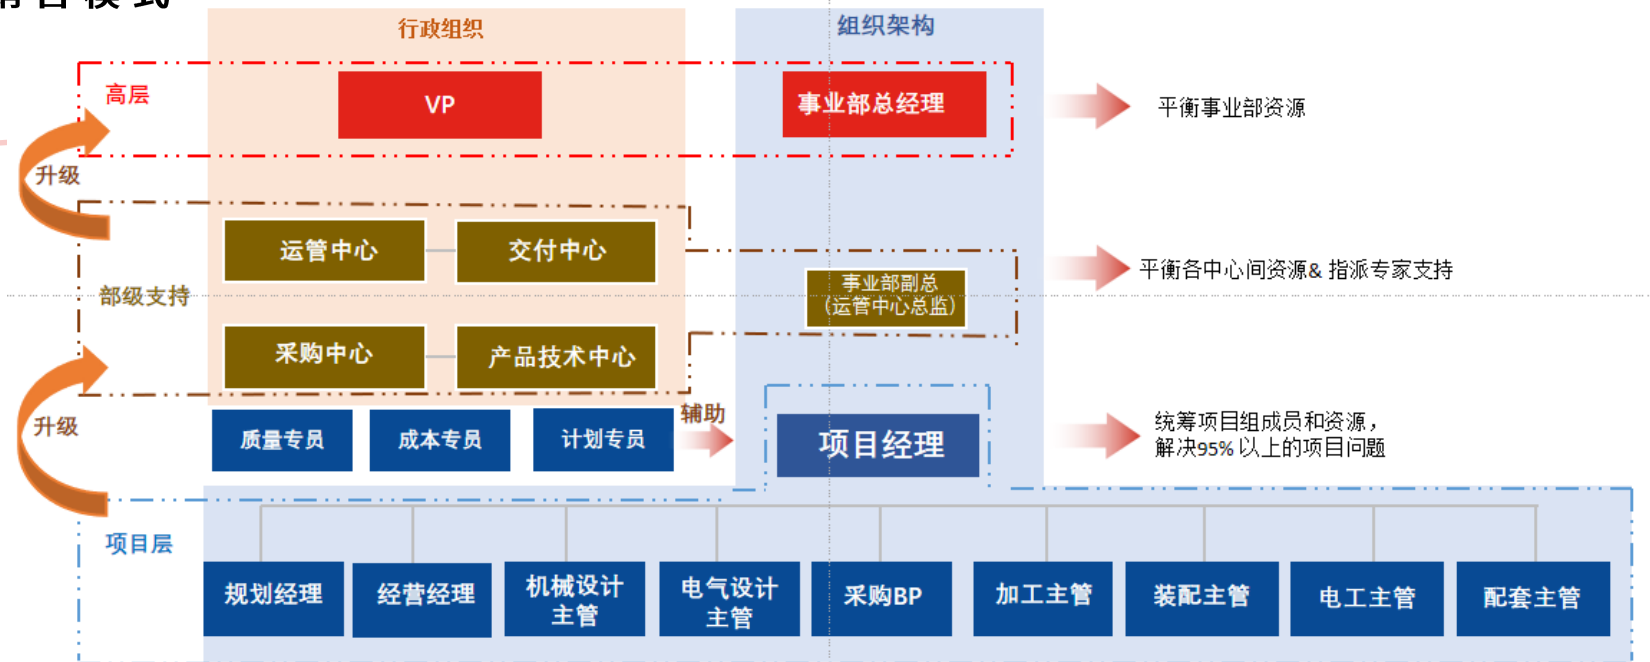 模式
行政组织
组织架构
高层
VP
事业部总经理
平衡事业部资源
升级
运管中心
交付中心
部级支持
事业部副总
（运管中心总监）
平衡各中心间资源& 指派专家支持
采购中心
产品技术中心
升级
质量专员
成本专员
计划专员
辅助
项目经理
统筹项目组成员和资源，
解决95% 以上的项目问题
项目层
规划经理
经营经理
机械设计
主管
电气设计
主管
采购BP
加工主管
装配主管
电工主管
配套主管